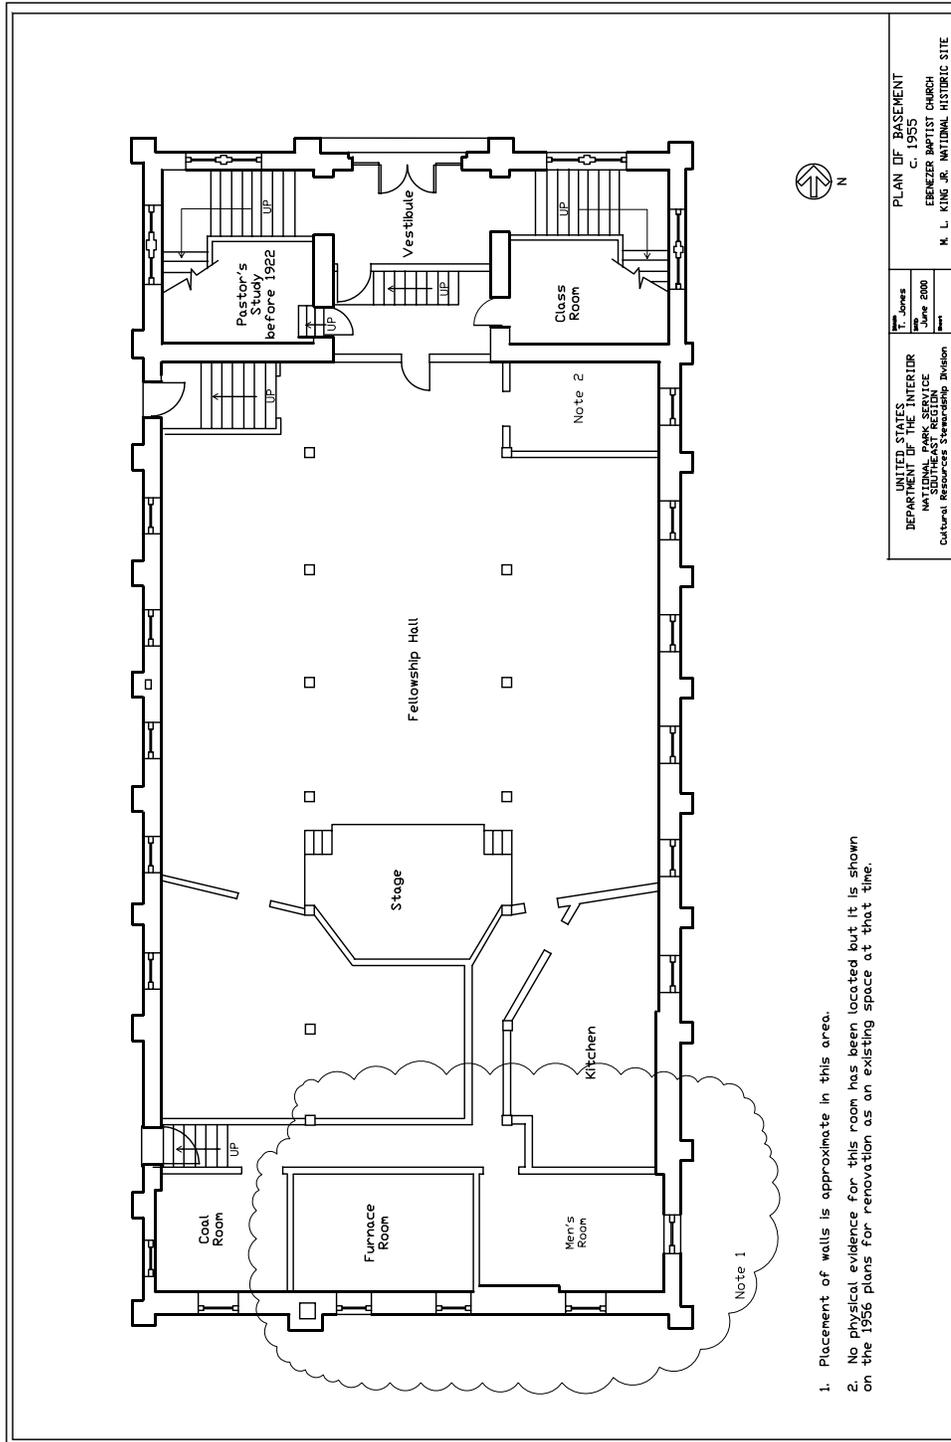 PLAN OF BASEMENT
c. 1955
EBENEZER BAPTIST CHURCH
M. L. KING JR. NATIONAL HISTORIC SITE
T. Jones
June 2000
UNITED STATES
DEPARTMENT OF THE INTERIOR
NATIONAL PARK SERVICE
SOUTHEAST REGION
Cultural Resources Stewardship Division
N
UP
Vestibule
UP
Pastor's
Study
before 1922
UP
UP
Class
Room
UP
Note 2
Fellowship Hall
Stage
Kitchen
UP
Coal
Room
Furnace
Room
Men's
Room
Note 1
1. Placement of walls is approximate in this area.
2. No physical evidence for this room has been located but it is shown
on the 1956 plans for renovation as an existing space at that time.